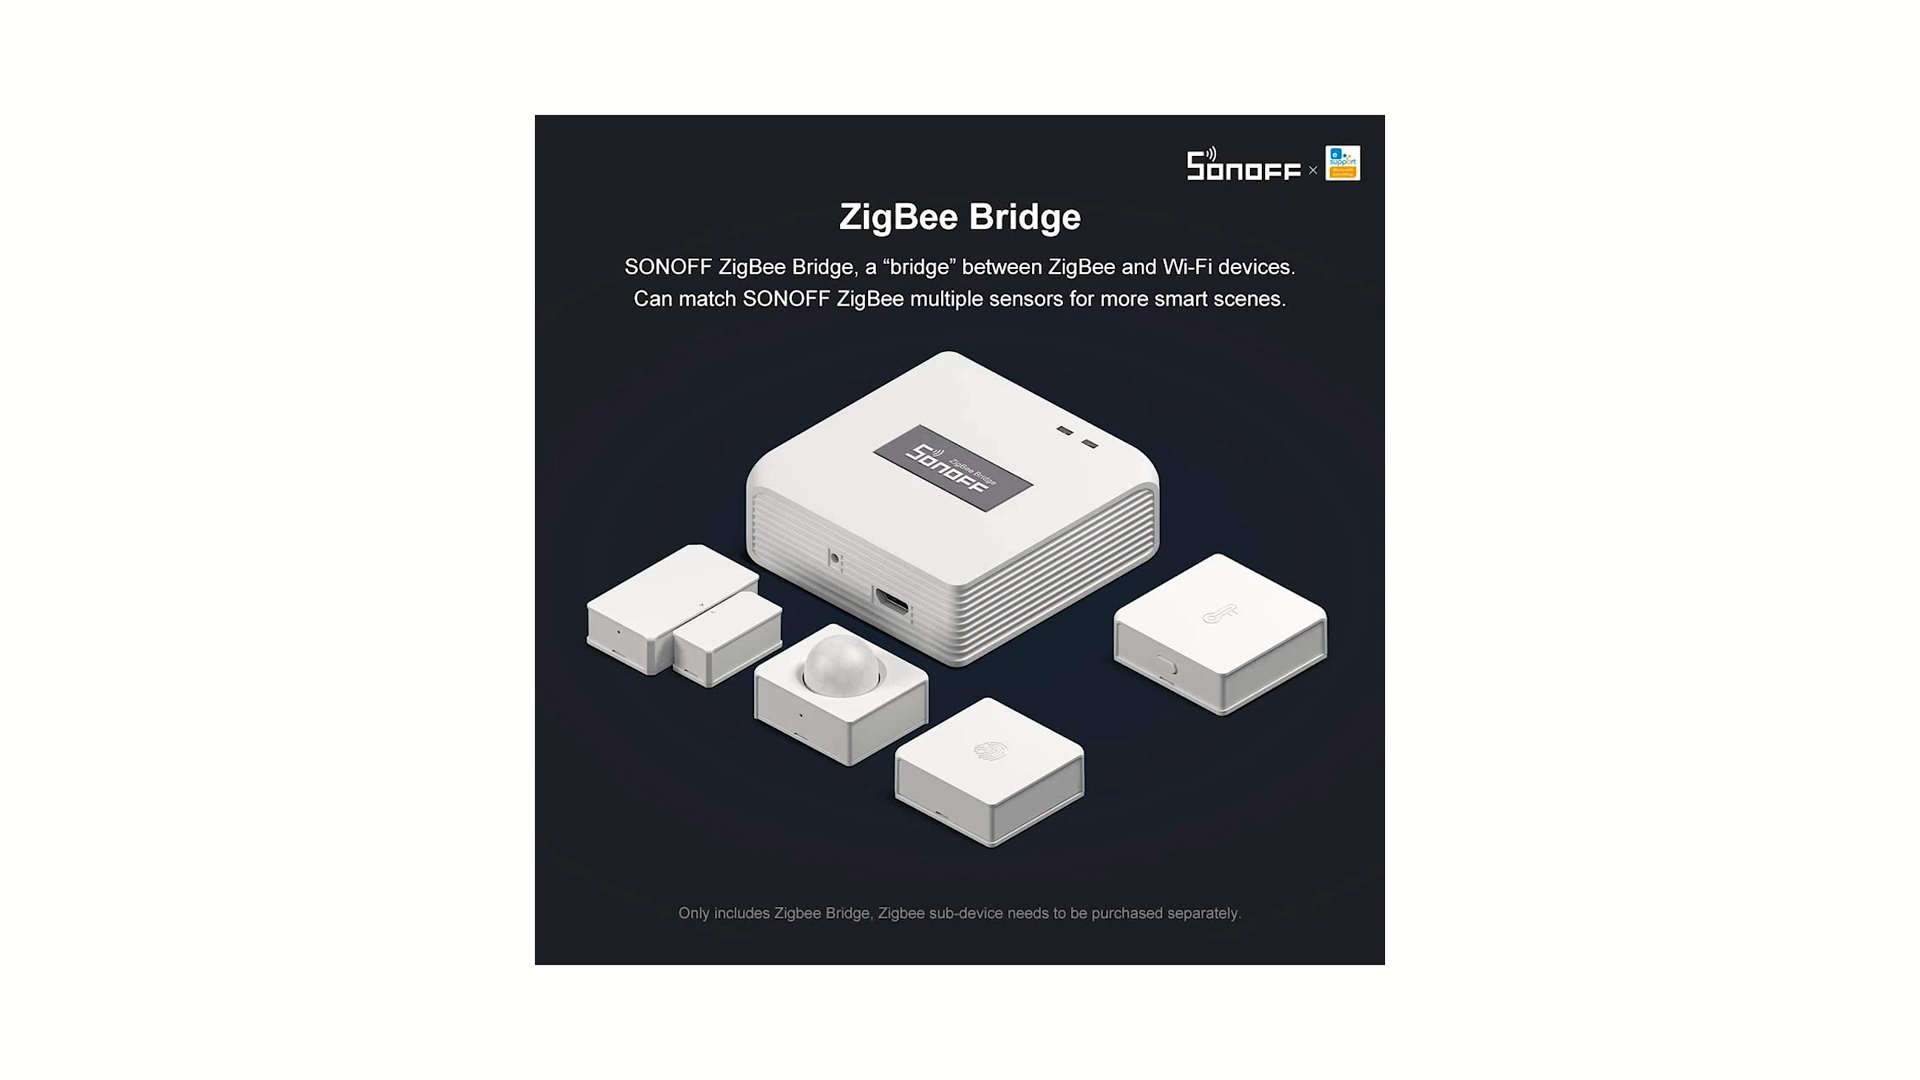 SONOFF × e support
ZigBee Bridge
SONOFF ZigBee Bridge, a “bridge” between ZigBee and Wi-Fi devices.
Can match SONOFF ZigBee multiple sensors for more smart scenes.
ZigBee Bridge
SONOFF
Only includes Zigbee Bridge, Zigbee sub-device needs to be purchased separately.